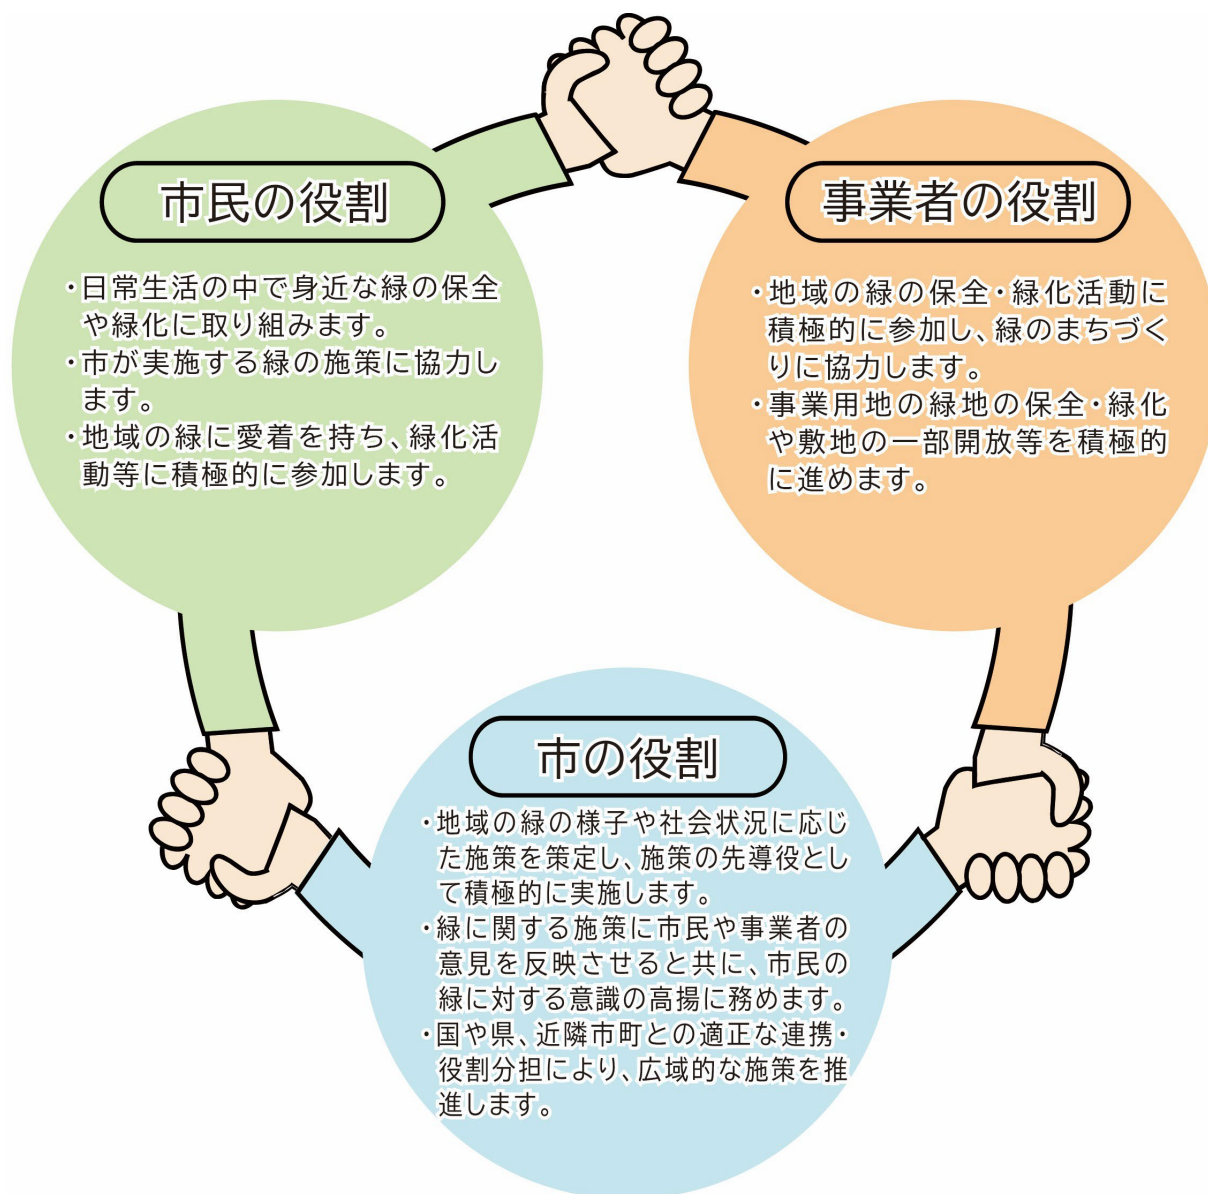 市民の役割
・日常生活の中で身近な緑の保全
や緑化に取り組みます。
・市が実施する緑の施策に協力し
ます。
・地域の緑に愛着を持ち、緑化活
動等に積極的に参加します。
事業者の役割
・地域の緑の保全・緑化活動に
積極的に参加し、緑のまちづく
りに協力します。
・事業用地の緑地の保全・緑化
や敷地の一部開放等を積極的
に進めます。
市の役割
・地域の緑の様子や社会状況に応じ
た施策を策定し、施策の先導役とし
て積極的に実施します。
・緑に関する施策に市民や事業者の
意見を反映させると共に、市民の
緑に対する意識の高揚に務めます。
・国や県、近隣市町との適正な連携・
役割分担により、広域的な施策を推
進します。